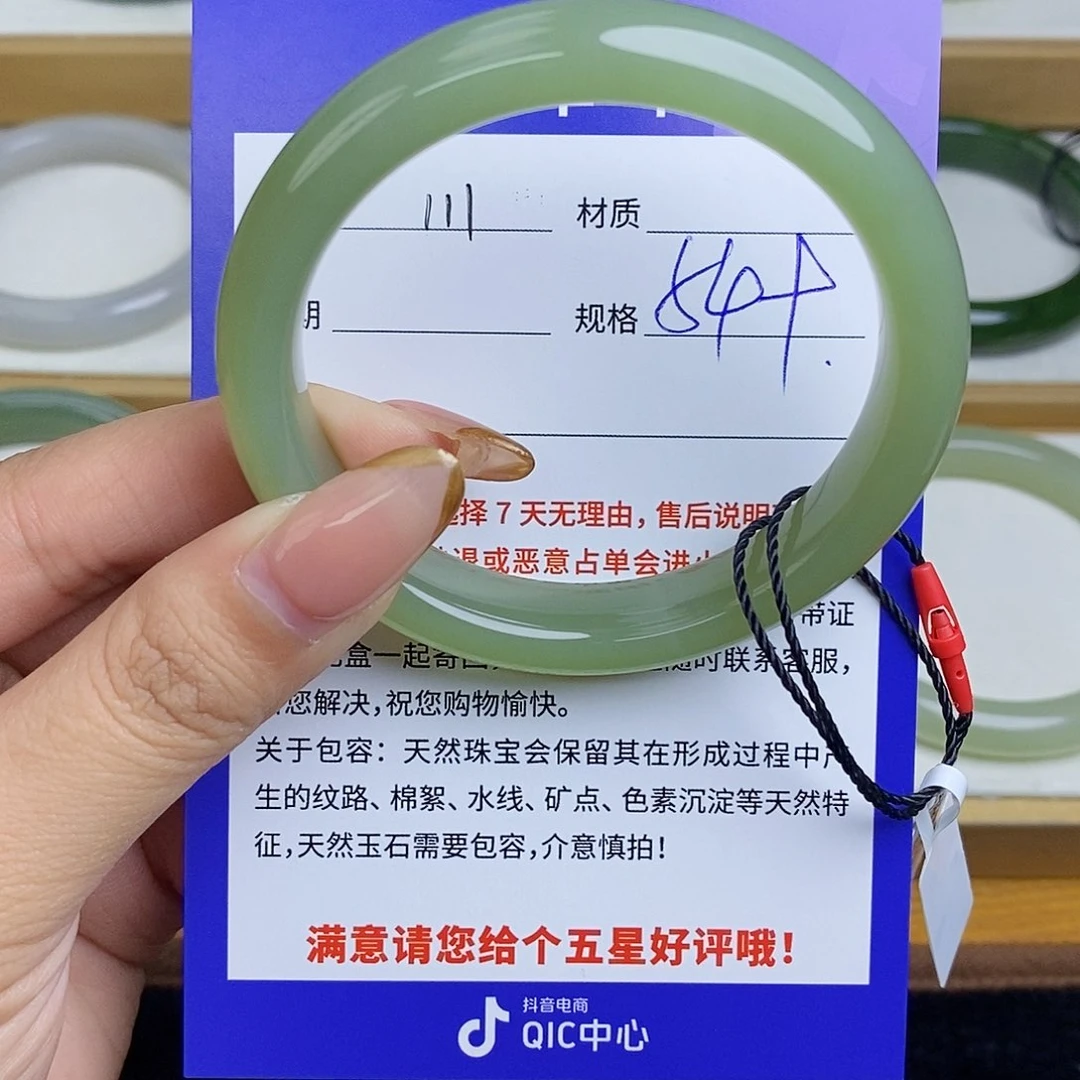 川 材质
期 规格 54
择 7 天无理由，售后说明
退或恶意占单会进
带证
盒一起寄 随时联系客服，
您解决，祝您购物愉快。
关于包容：天然珠宝会保留其在形成过程中产
生的纹路、棉絮、水线、矿点、色素沉淀等天然特
征，天然玉石需要包容，介意慎拍！
满意请您给个五星好评哦！
抖音电商
QIC中心